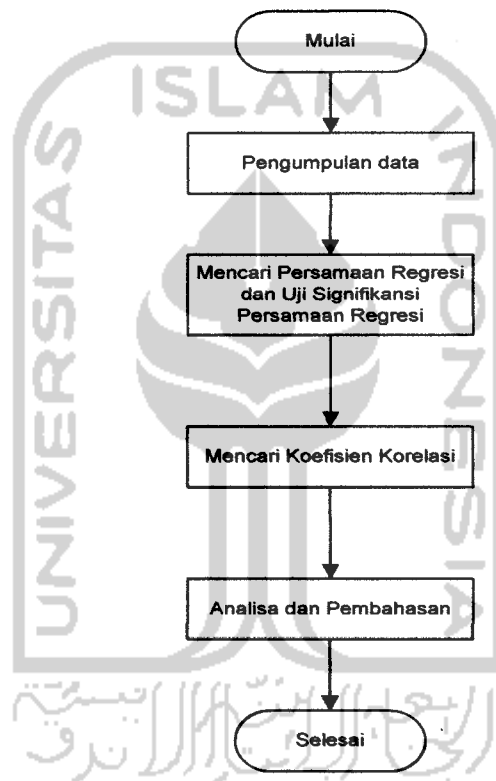 Mulai
ISLAM
UNIVERSITAS
INDONESIA
Pengumpulan data
Mencari Persamaan Regresi
dan Uji Signifikansi
Persamaan Regresi
Mencari Koefisien Korelasi
Analisa dan Pembahasan
Selesai